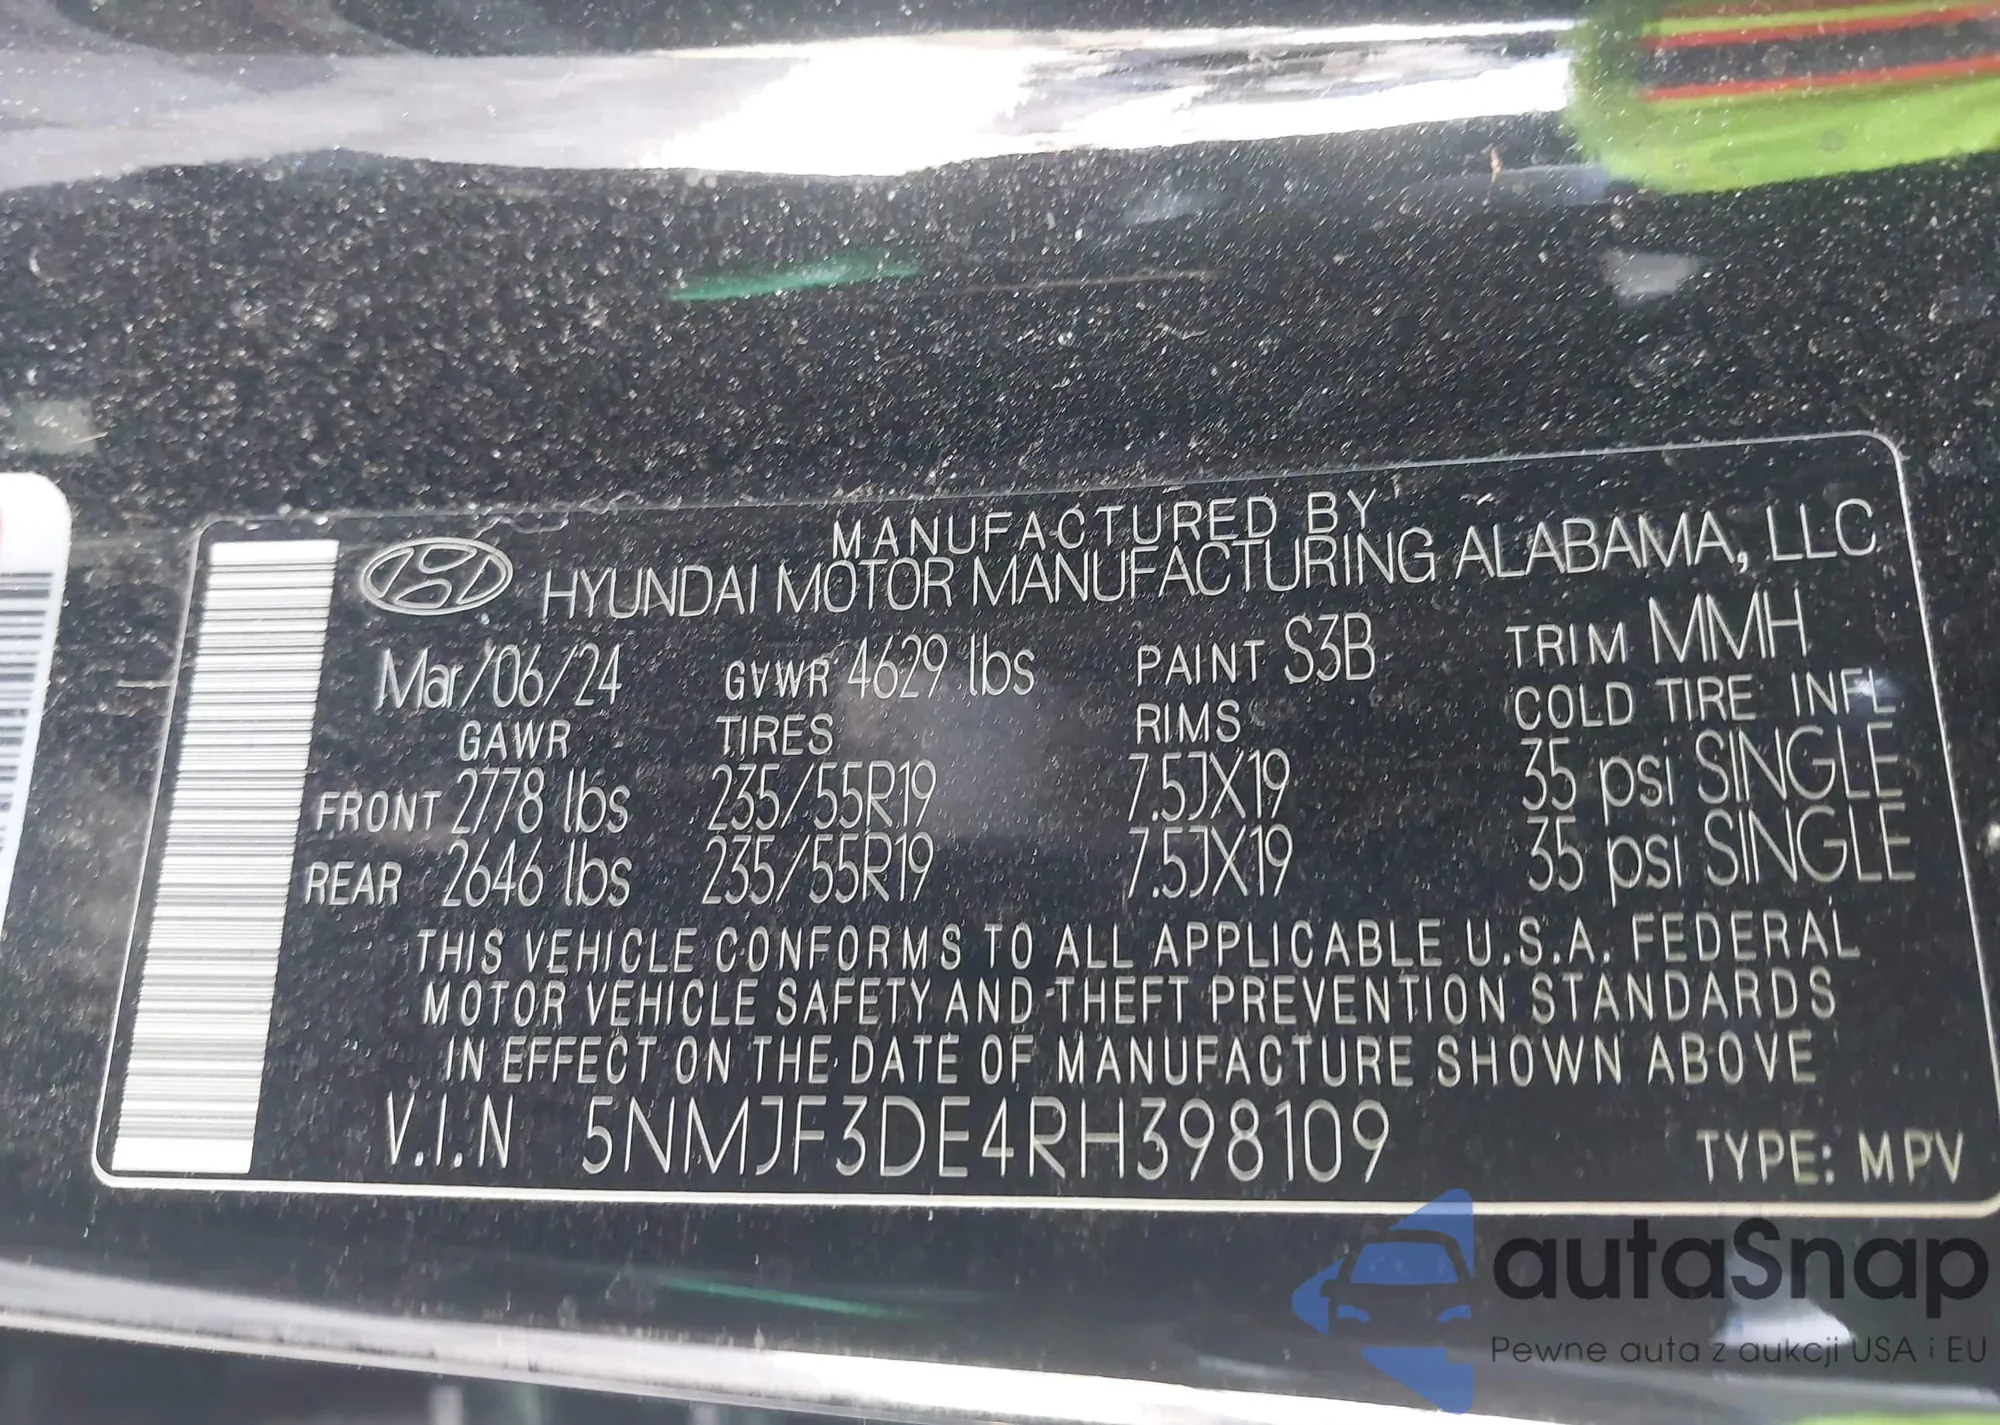 MANUFACTURED BY
HYUNDAI MOTOR MANUFACTURING ALABAMA, LLC
Mar/06/24 GVWR 4629 lbs PAINT S3B TRIM MMH
GAWR TIRES RIMS COLD TIRE INFL
FRONT 2778 lbs 235/55R19 7.5JX19 35 psi SINGLE
REAR 2646 lbs 235/55R19 7.5JX19 35 psi SINGLE
THIS VEHICLE CONFORMS TO ALL APPLICABLE U.S.A. FEDERAL
MOTOR VEHICLE SAFETY AND THEFT PREVENTION STANDARDS
IN EFFECT ON THE DATE OF MANUFACTURE SHOWN ABOVE
V.I.N 5NMJF3DE4RH398109 TYPE: MPV
autaSnap
Pewne auta z aukcji USA i EU